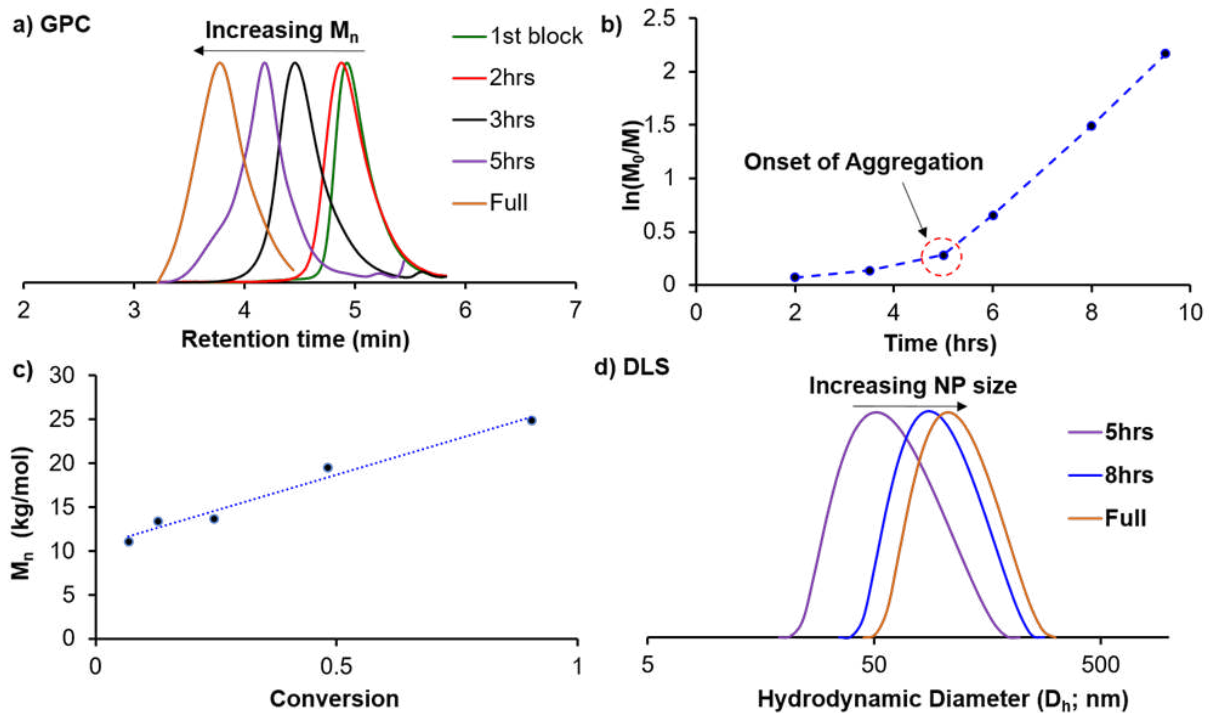 a) GPC
Increasing Mn
1st block
2hrs
3hrs
5hrs
Full
2
3
4
5
6
7
Retention time (min)
b)
2.5
2
1.5
1
0.5
0
Onset of Aggregation
ln(M0/M)
0
2
4
6
8
10
Time (hrs)
c)
30
25
20
15
10
5
0
Mn (kg/mol)
0
0.5
1
Conversion
d) DLS
Increasing NP size
5hrs
8hrs
Full
5
50
500
Hydrodynamic Diameter (Dh; nm)